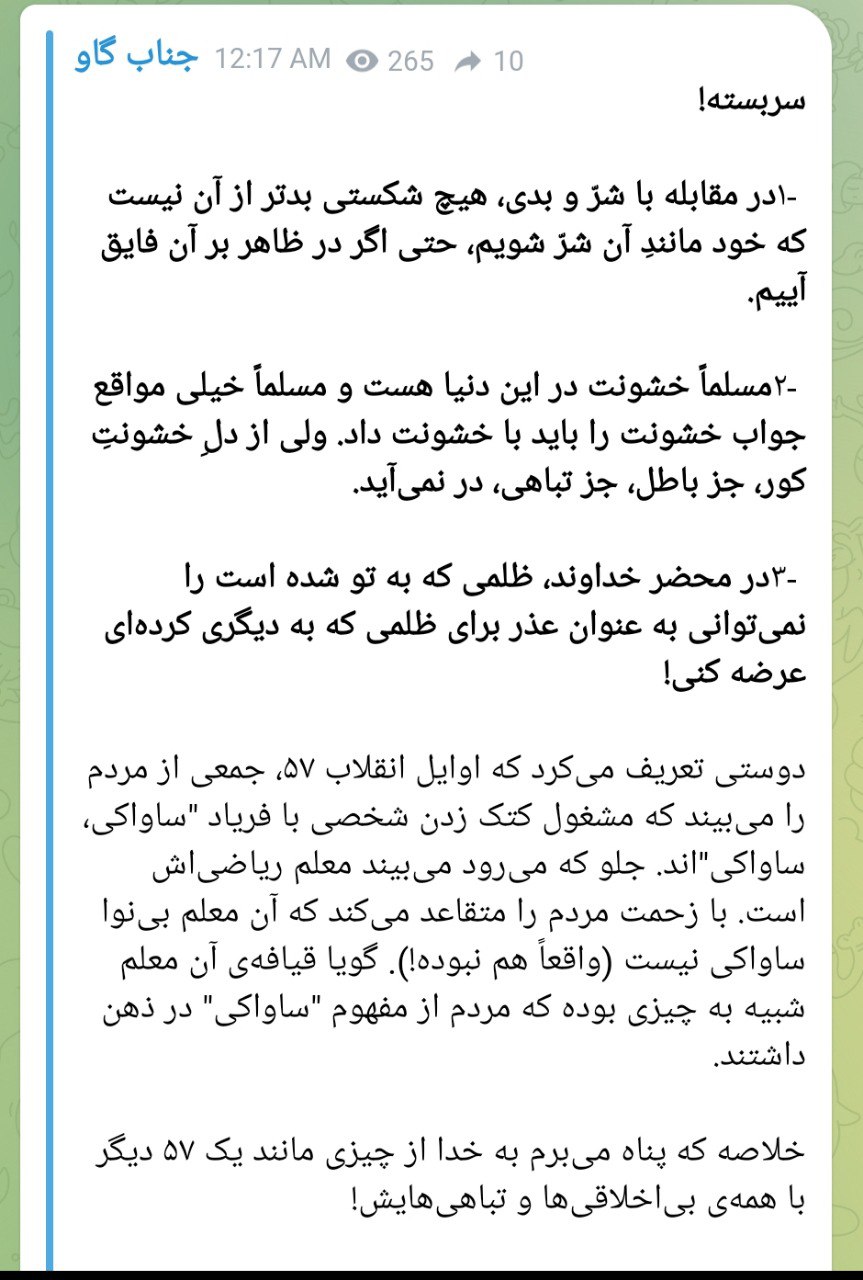 جناب گاو 12:17 AM 265 10
سربسته!
-۱در مقابله با شرّ و بدی، هیچ شکستی بدتر از آن نیست
که خود مانندِ آن شرّ شویم، حتی اگر در ظاهر بر آن فایق
آییم.
-۲مسلماً خشونت در این دنیا هست و مسلماً خیلی مواقع
جواب خشونت را باید با خشونت داد. ولی از دلِ خشونتِ
کور، جز باطل، جز تباهی، در نمی‌آید.
-۳در محضر خداوند، ظلمی که به تو شده است را
نمی‌توانی به عنوان عذر برای ظلمی که به دیگری کرده‌ای
عرضه کنی!
دوستی تعریف می‌کرد که اوایل انقلاب ۵۷، جمعی از مردم
را می‌بیند که مشغول کتک زدن شخصی با فریاد "ساواکی،
ساواکی"اند. جلو که می‌رود می‌بیند معلم ریاضی‌اش
است. با زحمت مردم را متقاعد می‌کند که آن معلم بی‌نوا
ساواکی نیست (واقعاً هم نبوده!). گویا قیافه‌ی آن معلم
شبیه به چیزی بوده که مردم از مفهوم "ساواکی" در ذهن
داشتند.
خلاصه که پناه می‌برم به خدا از چیزی مانند یک ۵۷ دیگر
با همه‌ی بی‌اخلاقی‌ها و تباهی‌هایش!